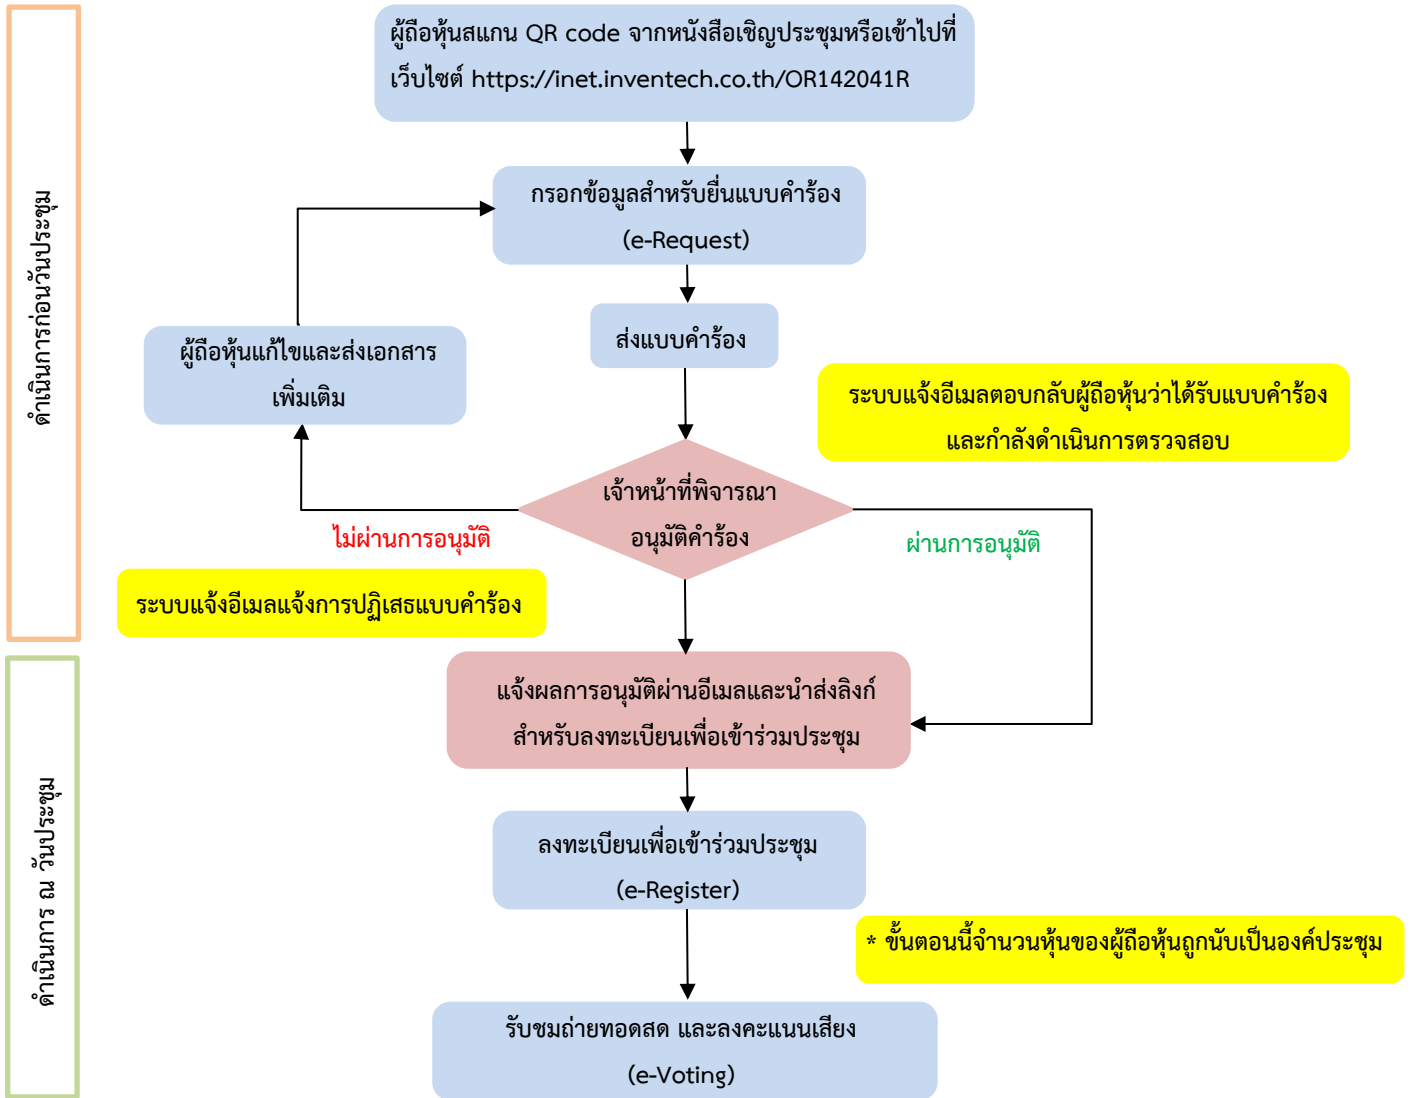 ผู้ถือหุ้นสแกน QR code จากหนังสือเชิญประชุมหรือเข้าไปที่
เว็บไซต์ https://inet.inventech.co.th/OR142041R
ดำเนินการก่อนวันประชุม
กรอกข้อมูลสำหรับยื่นแบบคำร้อง
(e-Request)
ส่งแบบคำร้อง
ผู้ถือหุ้นแก้ไขและส่งเอกสาร
เพิ่มเติม
ระบบแจ้งอีเมลตอบกลับผู้ถือหุ้นว่าได้รับแบบคำร้อง
และกำลังดำเนินการตรวจสอบ
เจ้าหน้าที่พิจารณา
อนุมัติคำร้อง
ไม่ผ่านการอนุมัติ
ผ่านการอนุมัติ
ระบบแจ้งอีเมลแจ้งการปฏิเสธแบบคำร้อง
แจ้งผลการอนุมัติผ่านอีเมลและนำส่งลิงก์
สำหรับลงทะเบียนเพื่อเข้าร่วมประชุม
ดำเนินการ ณ วันประชุม
ลงทะเบียนเพื่อเข้าร่วมประชุม
(e-Register)
* ขั้นตอนนี้จำนวนหุ้นของผู้ถือหุ้นถูกนับเป็นองค์ประชุม
รับชมถ่ายทอดสด และลงคะแนนเสียง
(e-Voting)